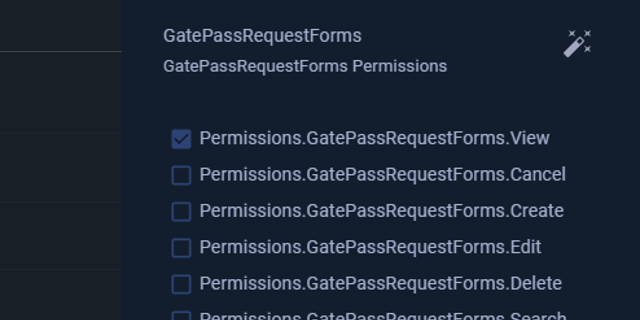 GatePassRequestForms
GatePassRequestForms Permissions
Permissions.GatePassRequestForms.View
Permissions.GatePassRequestForms.Cancel
Permissions.GatePassRequestForms.Create
Permissions.GatePassRequestForms.Edit
Permissions.GatePassRequestForms.Delete
Permissions.GatePassRequestForms.Search